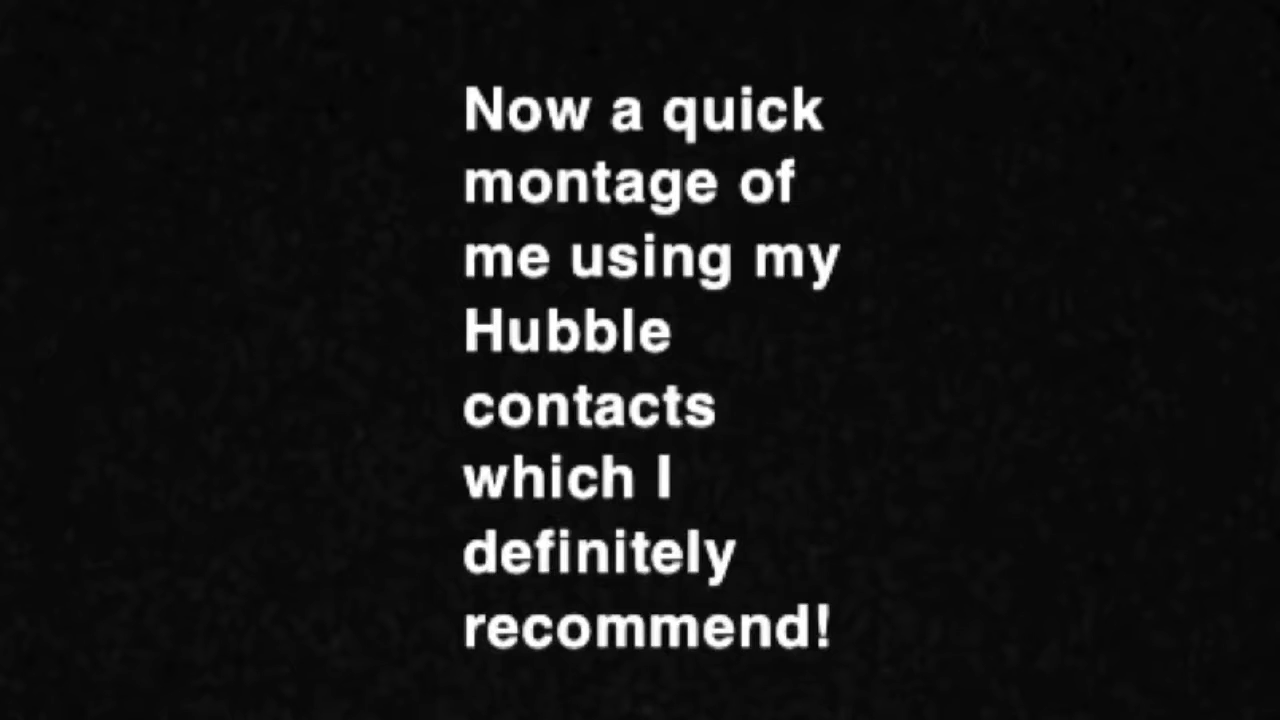 Now a quick
montage of
me using my
Hubble
contacts
which I
definitely
recommend!